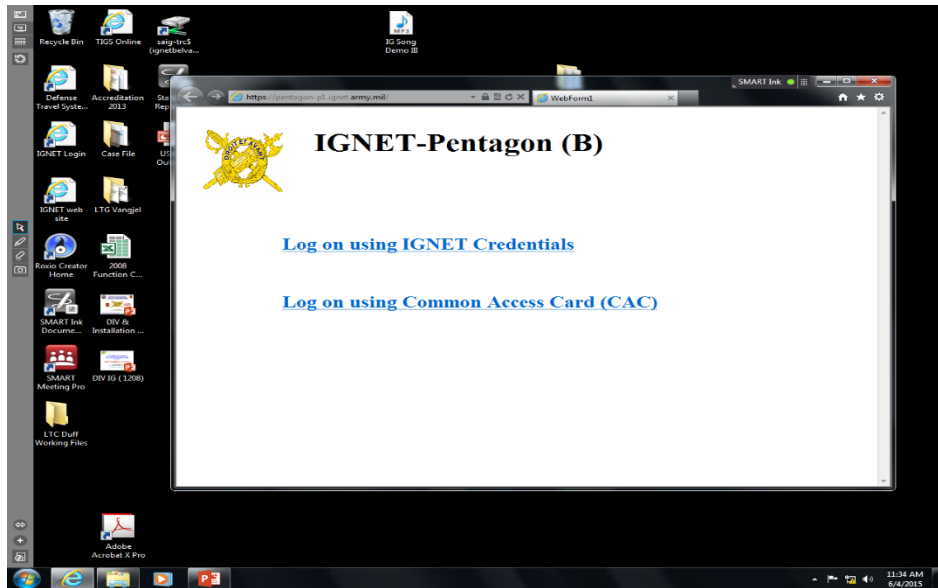 Recycle Bin
TIGS Online
saig-trc$
(ignetbelva...
IG Song
Demo III
MP3
Defense
Travel Syste...
Accreditation
2013
SMART Ink
https://pentagon-p1.ignet.army.mil/
WebForm1
IGNET Login
Case File
IGNET web
site
LTG Vangjel
Roxio Creator
Home
2008
Function C...
SMART Ink
Docume...
DIV &
Installation ...
SMART
Meeting Pro
DIV IG (1208)
LTC Duff
Working Files
Adobe
Acrobat X Pro
DROIT ET AVANT
IGNET-Pentagon (B)
Log on using IGNET Credentials
Log on using Common Access Card (CAC)
11:34 AM
6/4/2015